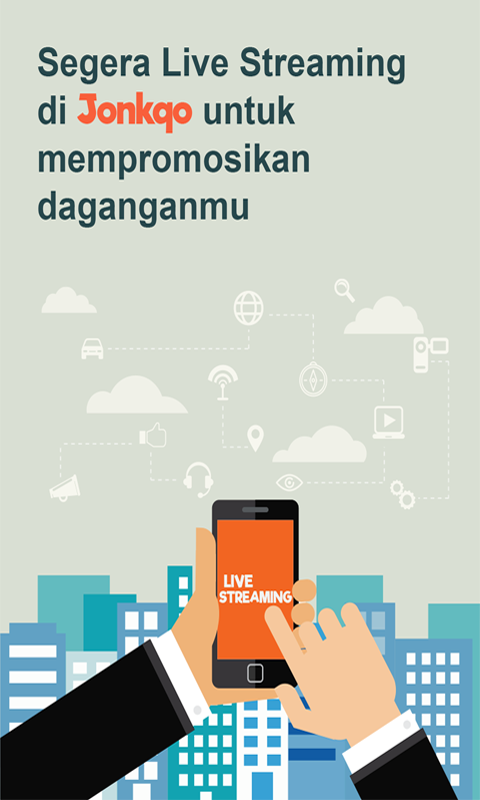 Segera Live Streaming
di Jonkqo untuk
mempromosikan
daganganmu
LIVE
STREAMING